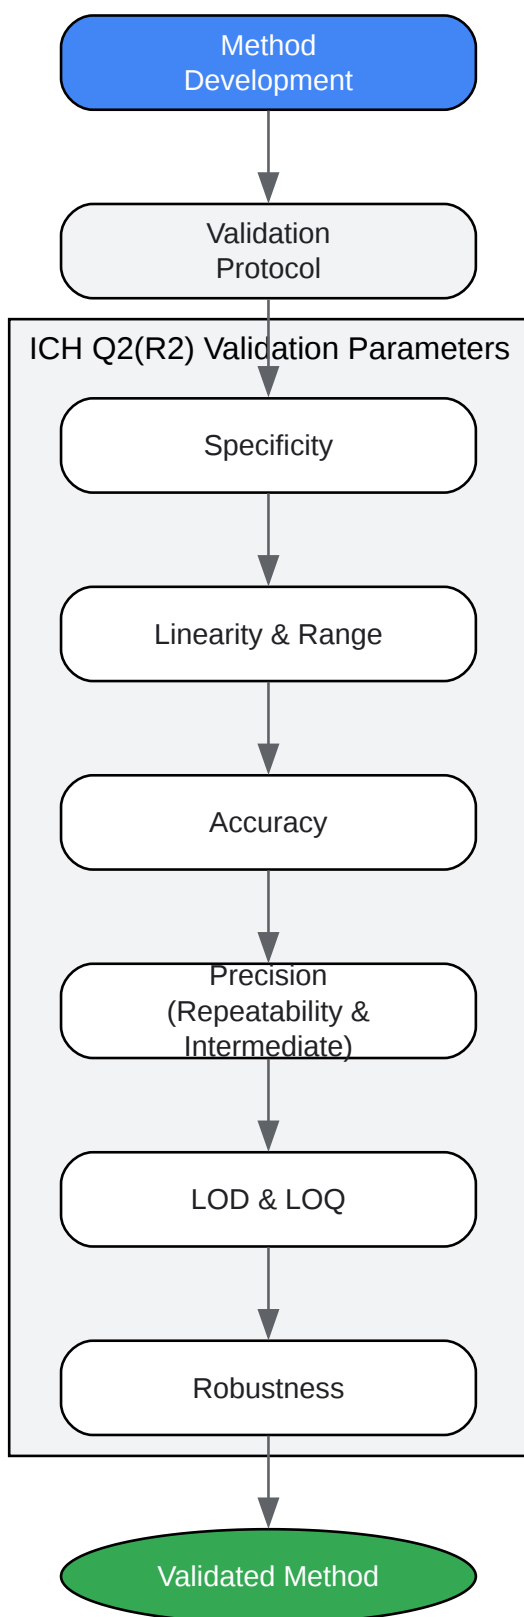 Method
Development
Validation
Protocol
ICH Q2(R2) Validation Parameters
Specificity
Linearity & Range
Accuracy
Precision
(Repeatability &
Intermediate)
LOD & LOQ
Robustness
Validated Method